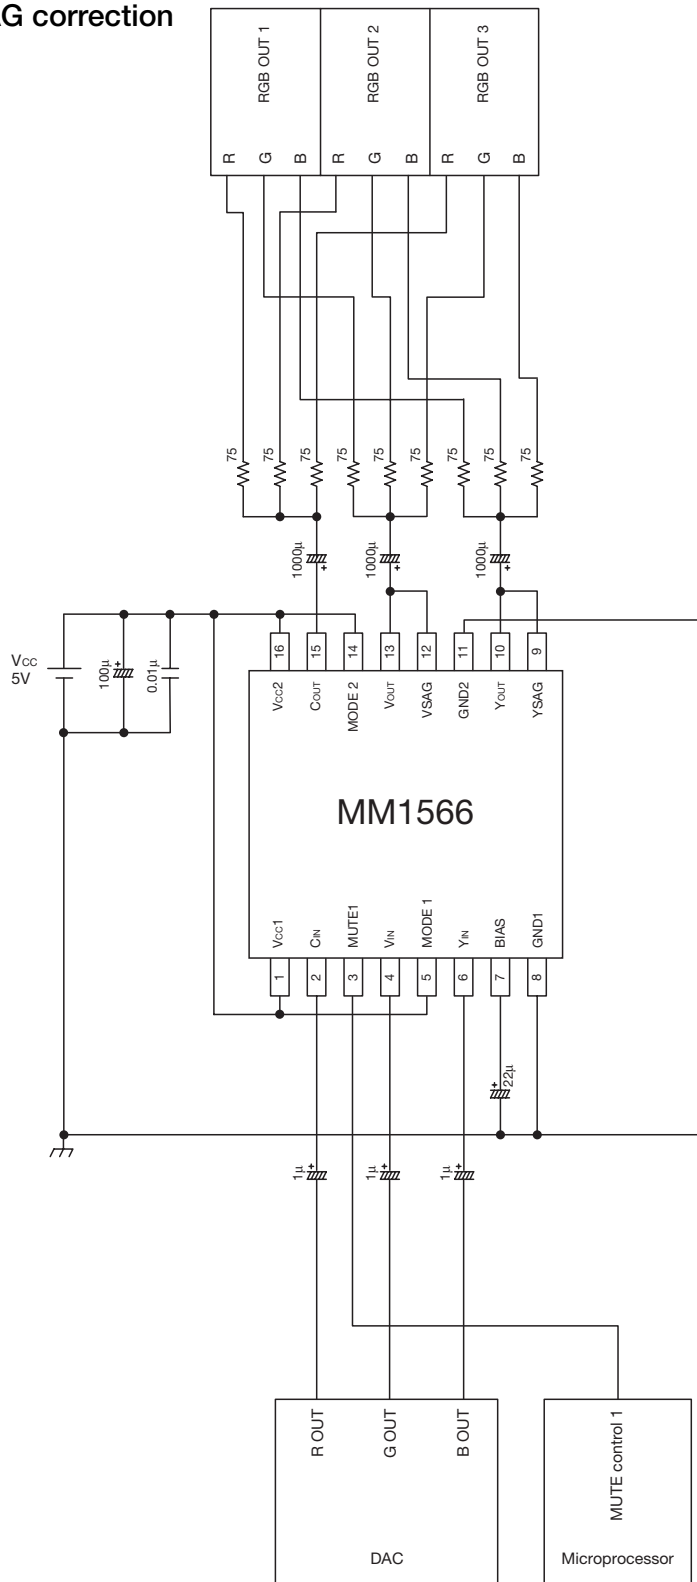 G correction
RGB OUT 1
RGB OUT 2
RGB OUT 3
R
G
B
R
G
B
R
G
B
75
75
75
75
75
75
75
75
75
1000µ
+
1000µ
+
1000µ
+
Vcc
5V
100µ
+
0.01µ
16
15
14
13
12
11
10
9
Vcc2
COUT
MODE 2
VOUT
VSAG
GND2
YOUT
YSAG
MM1566
Vcc1
CIN
MUTE1
VIN
MODE 1
YIN
BIAS
GND1
1
2
3
4
5
6
7
8
+
22µ
1µ
+
1µ
+
1µ
+
R OUT
G OUT
B OUT
MUTE control 1
DAC
Microprocessor